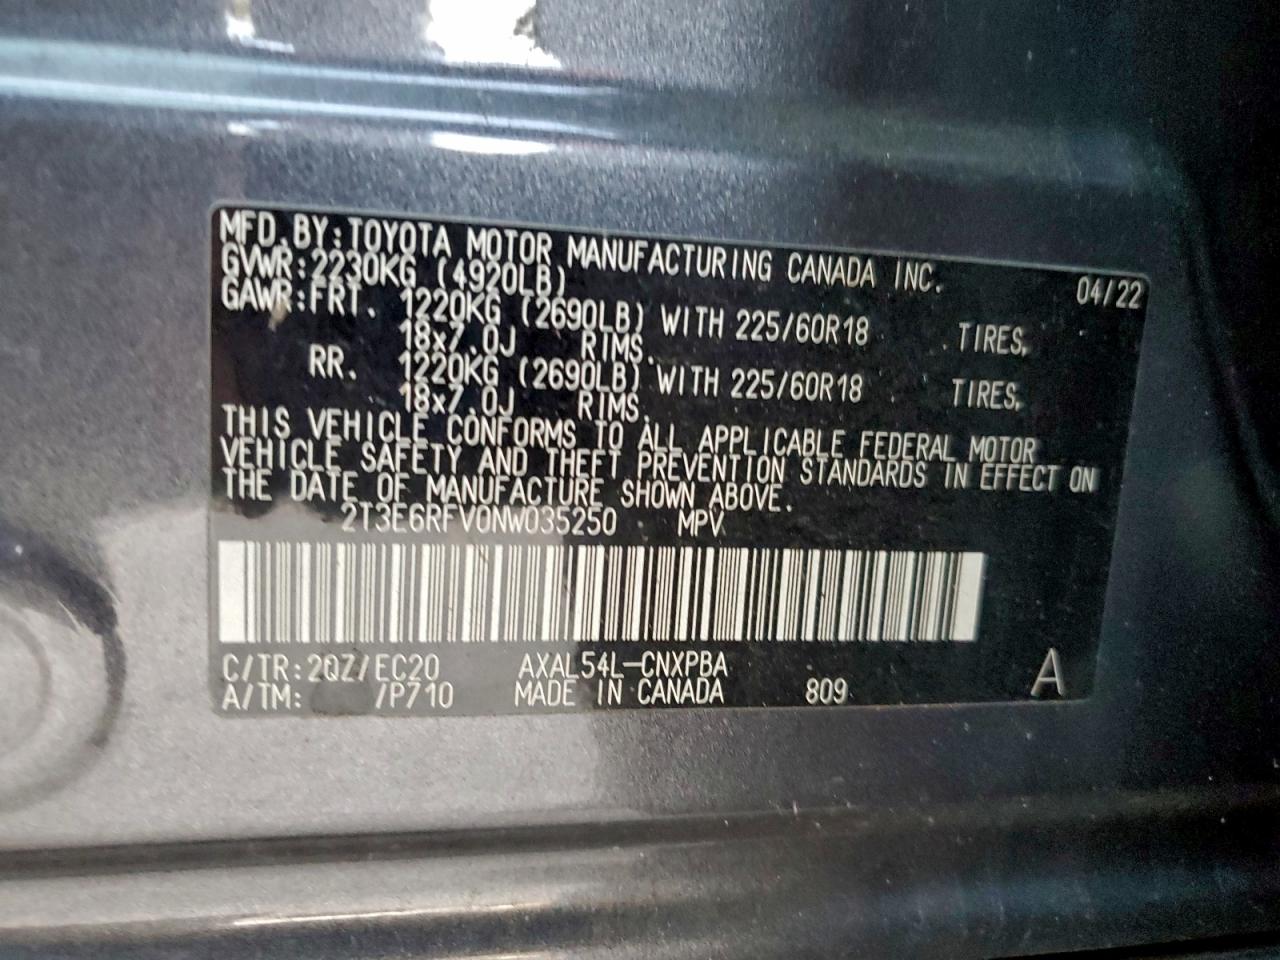 MFD.BY:TOYOTA MOTOR MANUFACTURING CANADA INC. 04/22
GVWR:2230KG (4920LB)
GAWR:FRT. 1220KG (2690LB) WITH 225/60R18 TIRES,
18x7.0J RIMS.
RR. 1220KG (2690LB) WITH 225/60R18 TIRES,
18x7.0J RIMS.
THIS VEHICLE CONFORMS TO ALL APPLICABLE FEDERAL MOTOR
VEHICLE SAFETY AND THEFT PREVENTION STANDARDS IN EFFECT ON
THE DATE OF MANUFACTURE SHOWN ABOVE.
2T3E6RFV0NW035250 MPV
C/TR:2QZ/EC20 AXAL54L-CNXPBA
A/TM: /P710 MADE IN CANADA 809 A